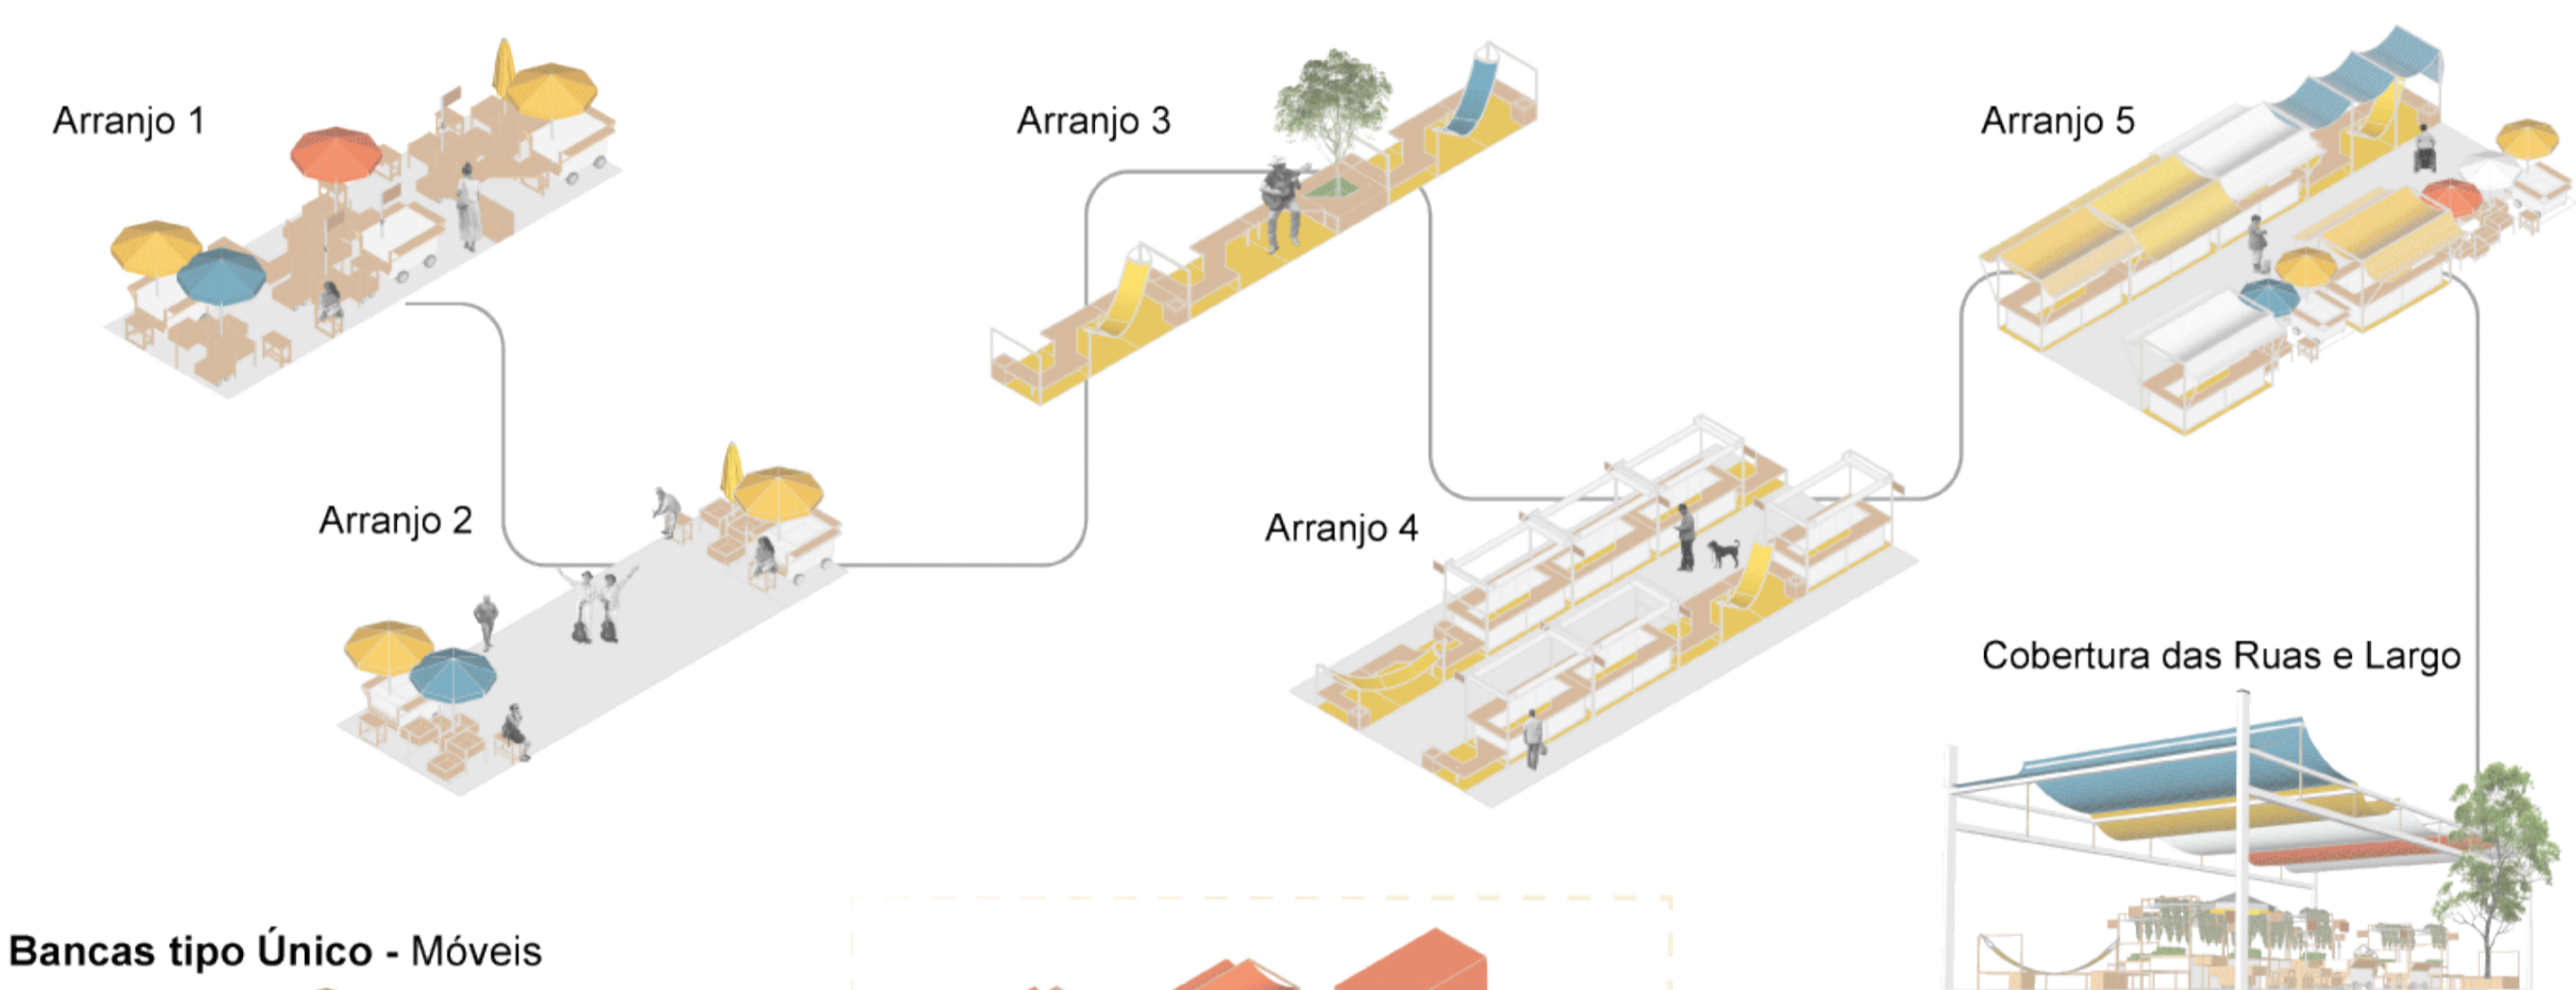 Arranjo 1
Arranjo 3
Arranjo 5
Arranjo 2
Arranjo 4
Cobertura das Ruas e Largo
Bancas tipo Único - Móveis